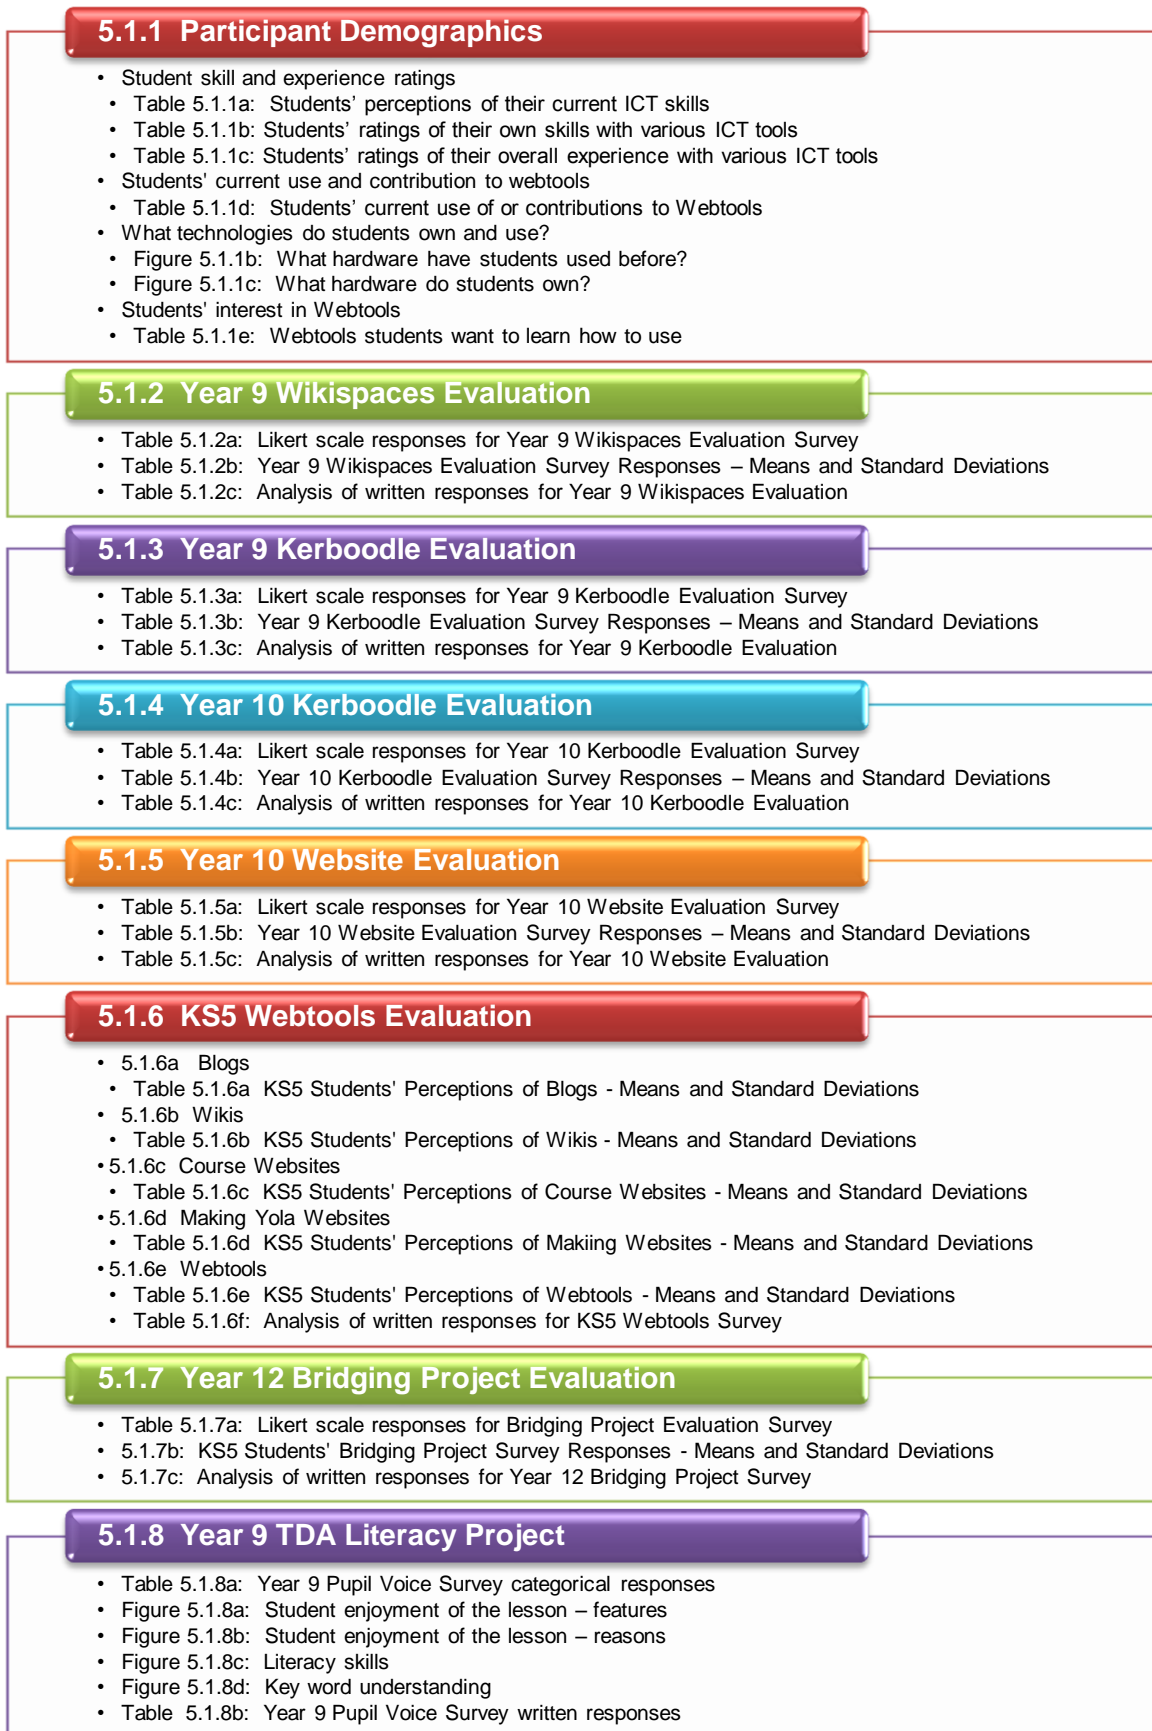 5.1.1 Participant Demographics
• Student skill and experience ratings
• Table 5.1.1a: Students’ perceptions of their current ICT skills
• Table 5.1.1b: Students’ ratings of their own skills with various ICT tools
• Table 5.1.1c: Students’ ratings of their overall experience with various ICT tools
• Students' current use and contribution to webtools
• Table 5.1.1d: Students’ current use of or contributions to Webtools
• What technologies do students own and use?
• Figure 5.1.1b: What hardware have students used before?
• Figure 5.1.1c: What hardware do students own?
• Students' interest in Webtools
• Table 5.1.1e: Webtools students want to learn how to use
5.1.2 Year 9 Wikispaces Evaluation
• Table 5.1.2a: Likert scale responses for Year 9 Wikispaces Evaluation Survey
• Table 5.1.2b: Year 9 Wikispaces Evaluation Survey Responses – Means and Standard Deviations
• Table 5.1.2c: Analysis of written responses for Year 9 Wikispaces Evaluation
5.1.3 Year 9 Kerboodle Evaluation
• Table 5.1.3a: Likert scale responses for Year 9 Kerboodle Evaluation Survey
• Table 5.1.3b: Year 9 Kerboodle Evaluation Survey Responses – Means and Standard Deviations
• Table 5.1.3c: Analysis of written responses for Year 9 Kerboodle Evaluation
5.1.4 Year 10 Kerboodle Evaluation
• Table 5.1.4a: Likert scale responses for Year 10 Kerboodle Evaluation Survey
• Table 5.1.4b: Year 10 Kerboodle Evaluation Survey Responses – Means and Standard Deviations
• Table 5.1.4c: Analysis of written responses for Year 10 Kerboodle Evaluation
5.1.5 Year 10 Website Evaluation
• Table 5.1.5a: Likert scale responses for Year 10 Website Evaluation Survey
• Table 5.1.5b: Year 10 Website Evaluation Survey Responses – Means and Standard Deviations
• Table 5.1.5c: Analysis of written responses for Year 10 Website Evaluation
5.1.6 KS5 Webtools Evaluation
• 5.1.6a Blogs
• Table 5.1.6a KS5 Students' Perceptions of Blogs - Means and Standard Deviations
• 5.1.6b Wikis
• Table 5.1.6b KS5 Students' Perceptions of Wikis - Means and Standard Deviations
• 5.1.6c Course Websites
• Table 5.1.6c KS5 Students' Perceptions of Course Websites - Means and Standard Deviations
• 5.1.6d Making Yola Websites
• Table 5.1.6d KS5 Students' Perceptions of Makiing Websites - Means and Standard Deviations
• 5.1.6e Webtools
• Table 5.1.6e KS5 Students' Perceptions of Webtools - Means and Standard Deviations
• Table 5.1.6f: Analysis of written responses for KS5 Webtools Survey
5.1.7 Year 12 Bridging Project Evaluation
• Table 5.1.7a: Likert scale responses for Bridging Project Evaluation Survey
• 5.1.7b: KS5 Students' Bridging Project Survey Responses - Means and Standard Deviations
• 5.1.7c: Analysis of written responses for Year 12 Bridging Project Survey
5.1.8 Year 9 TDA Literacy Project
• Table 5.1.8a: Year 9 Pupil Voice Survey categorical responses
• Figure 5.1.8a: Student enjoyment of the lesson – features
• Figure 5.1.8b: Student enjoyment of the lesson – reasons
• Figure 5.1.8c: Literacy skills
• Figure 5.1.8d: Key word understanding
• Table 5.1.8b: Year 9 Pupil Voice Survey written responses